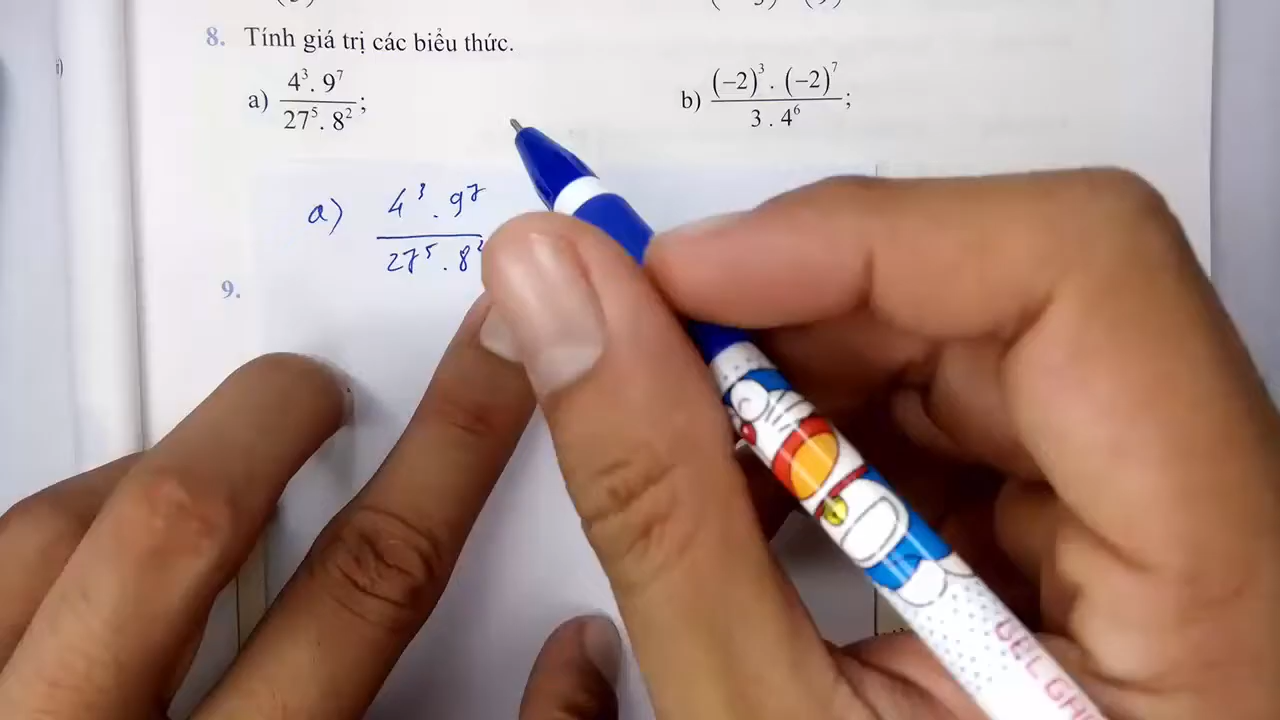 8. Tính giá trị các biểu thức.
a) 4³. 9⁷ / 27⁵. 8² ;
b) (−2)³ . (−2)⁷ / 3 . 4⁶ ;
a) 4³ . 9⁷ / 27⁵ . 8²
9.